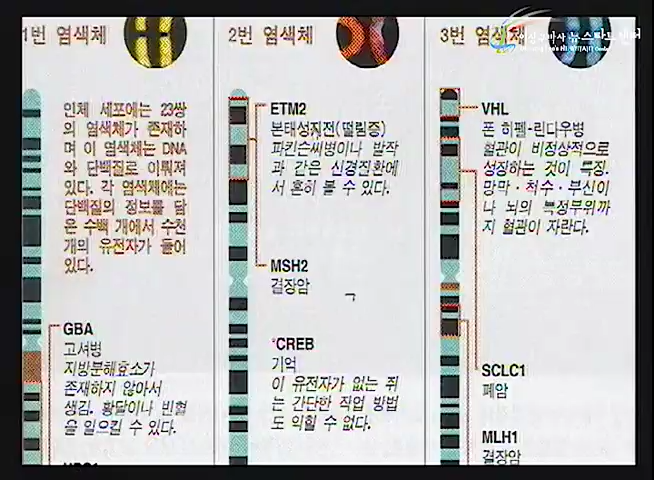 1번 염색체
인체 세포에는 23쌍
의 염색체가 존재하
며 이 염색체는 DNA
와 단백질로 이뤄져
있다. 각 염색체에는
단백질의 정보를 담
은 수백 개에서 수천
개의 유전자가 들어
있다.
GBA
고셔병
지방분해효소가
존재하지 않아서
생김. 황달이나 빈혈
을 일으킬 수 있다.
2번 염색체
ETM2
본태성진전(떨림증)
파킨슨씨병이나 발작
과 같은 신경질환에
서 흔히 볼 수 있다.
MSH2
결장암
CREB
기억
이 유전자가 없는 쥐
는 간단한 작업 방법
도 익힐 수 없다.
3번 염색체
VHL
폰 히펠-린다우병
혈관이 비정상적으로
성장하는 것이 특징.
망막·척수·부신이
나 뇌의 특정부위까
지 혈관이 자란다.
SCLC1
폐암
MLH1
결장암
이상구박사 뉴스타트 센터